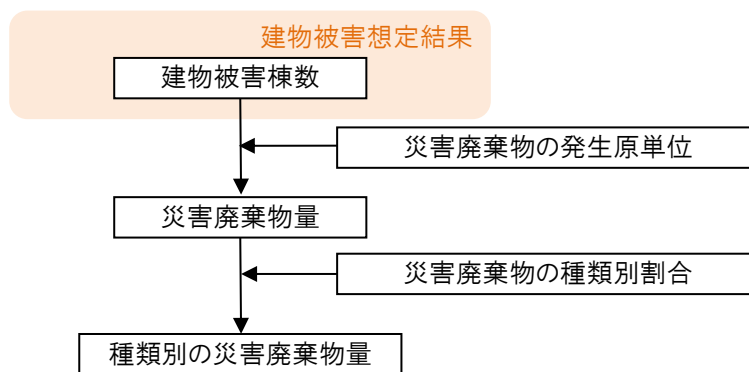 建物被害想定結果
建物被害棟数
災害廃棄物の発生原単位
災害廃棄物量
災害廃棄物の種類別割合
種類別の災害廃棄物量